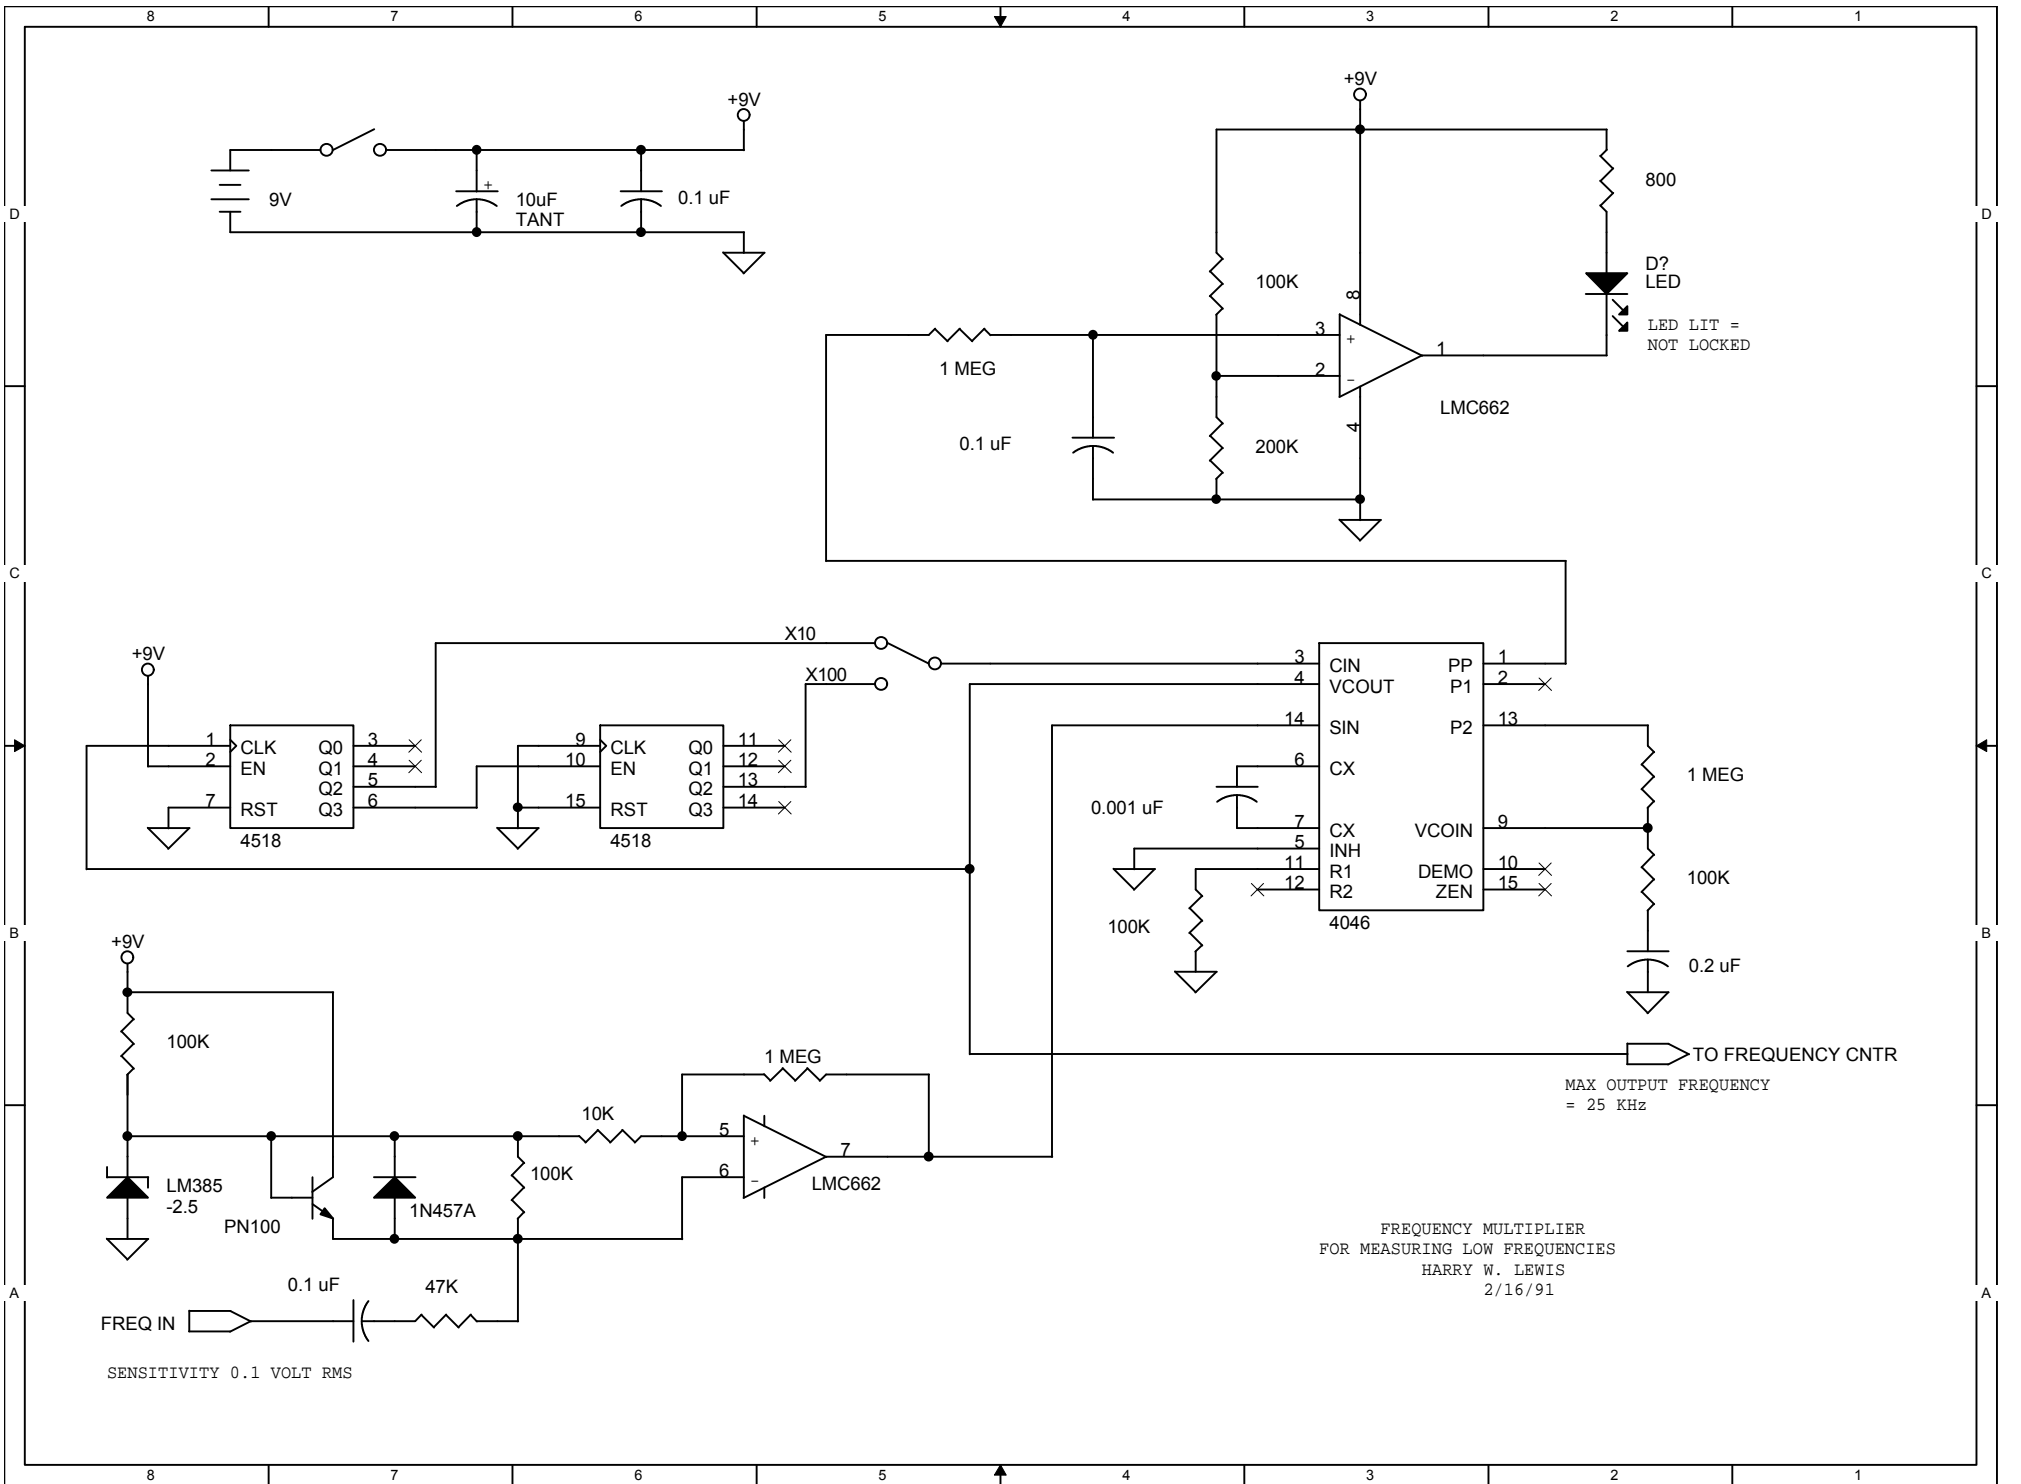 8 7 6 5 4 3 2 1
+9V
+9V
9V
10uF
TANT
0.1 uF
800
D D
D?
LED
LED LIT =
NOT LOCKED
100K
8
3
+
1 MEG
1
2
-
LMC662
4
0.1 uF
200K
C C
X10
X100
+9V
1 CLK Q0 3
2 EN Q1 4
Q2 5
7 RST Q3 6
4518
9 CLK Q0 11
10 EN Q1 12
Q2 13
15 RST Q3 14
4518
3 CIN PP 1
4 VCOUT P1 2
14 SIN P2 13
6 CX
7 CX VCOIN 9
5 INH
11 R1 DEMO 10
12 R2 ZEN 15
4046
0.001 uF
100K
1 MEG
100K
0.2 uF
B B
+9V
100K
TO FREQUENCY CNTR
MAX OUTPUT FREQUENCY
= 25 KHz
1 MEG
10K
5
+
7
6
-
LMC662
100K
LM385
-2.5
PN100
1N457A
0.1 uF
47K
FREQ IN
SENSITIVITY 0.1 VOLT RMS
FREQUENCY MULTIPLIER
FOR MEASURING LOW FREQUENCIES
HARRY W. LEWIS
2/16/91
A A
8 7 6 5 4 3 2 1